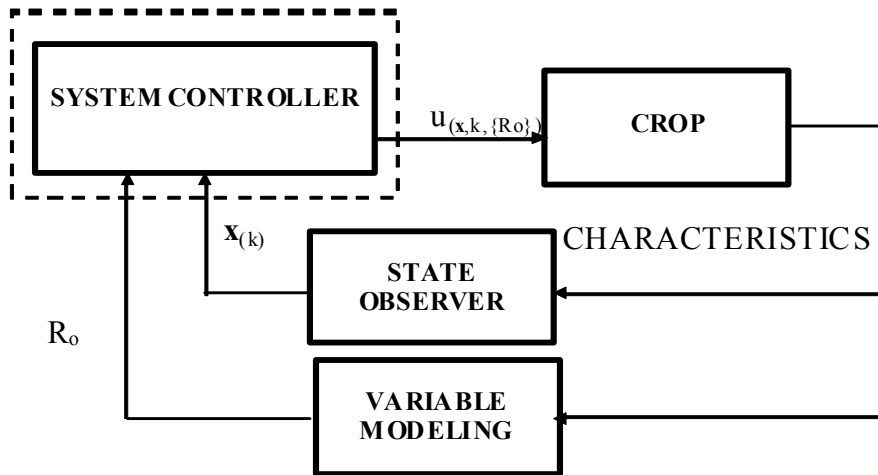 SYSTEM CONTROLLER
u(x,k,{Ro})
CROP
x(k)
CHARACTERISTICS
STATE
OBSERVER
Ro
VARIABLE
MODELING